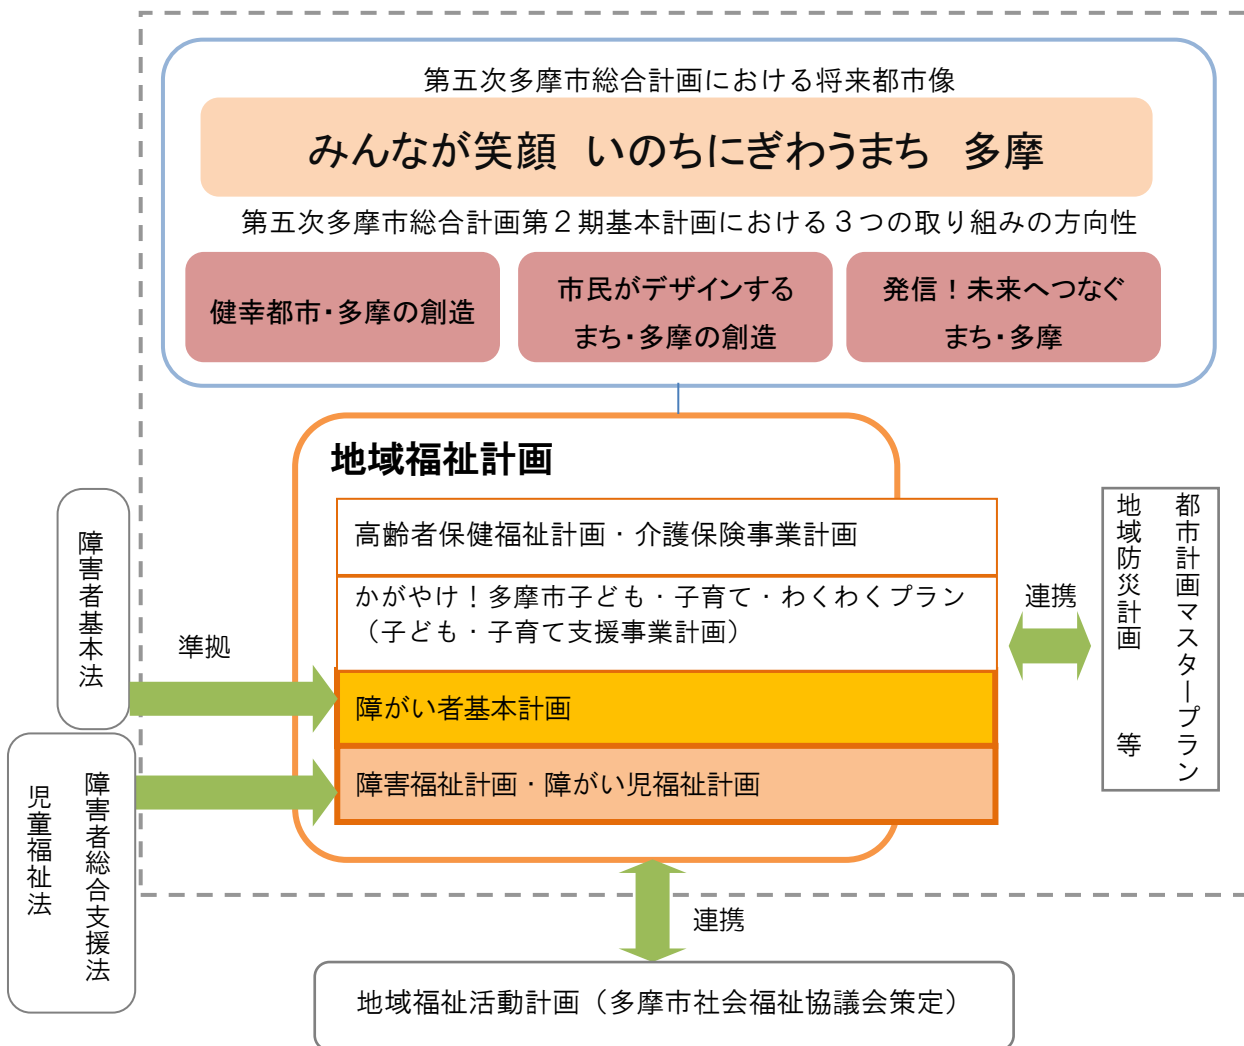 第五次多摩市総合計画における将来都市像
みんなが笑顔　いのちにぎわうまち　多摩
第五次多摩市総合計画第２期基本計画における３つの取り組みの方向性
健幸都市・多摩の創造
市民がデザインする
まち・多摩の創造
発信！未来へつなぐ
まち・多摩
地域福祉計画
高齢者保健福祉計画・介護保険事業計画
かがやけ！多摩市子ども・子育て・わくわくプラン
（子ども・子育て支援事業計画）
障がい者基本計画
障害福祉計画・障がい児福祉計画
障害者基本法
準拠
障害者総合支援法
児童福祉法
連携
都市計画マスタープラン
地域防災計画　　等
連携
地域福祉活動計画（多摩市社会福祉協議会策定）